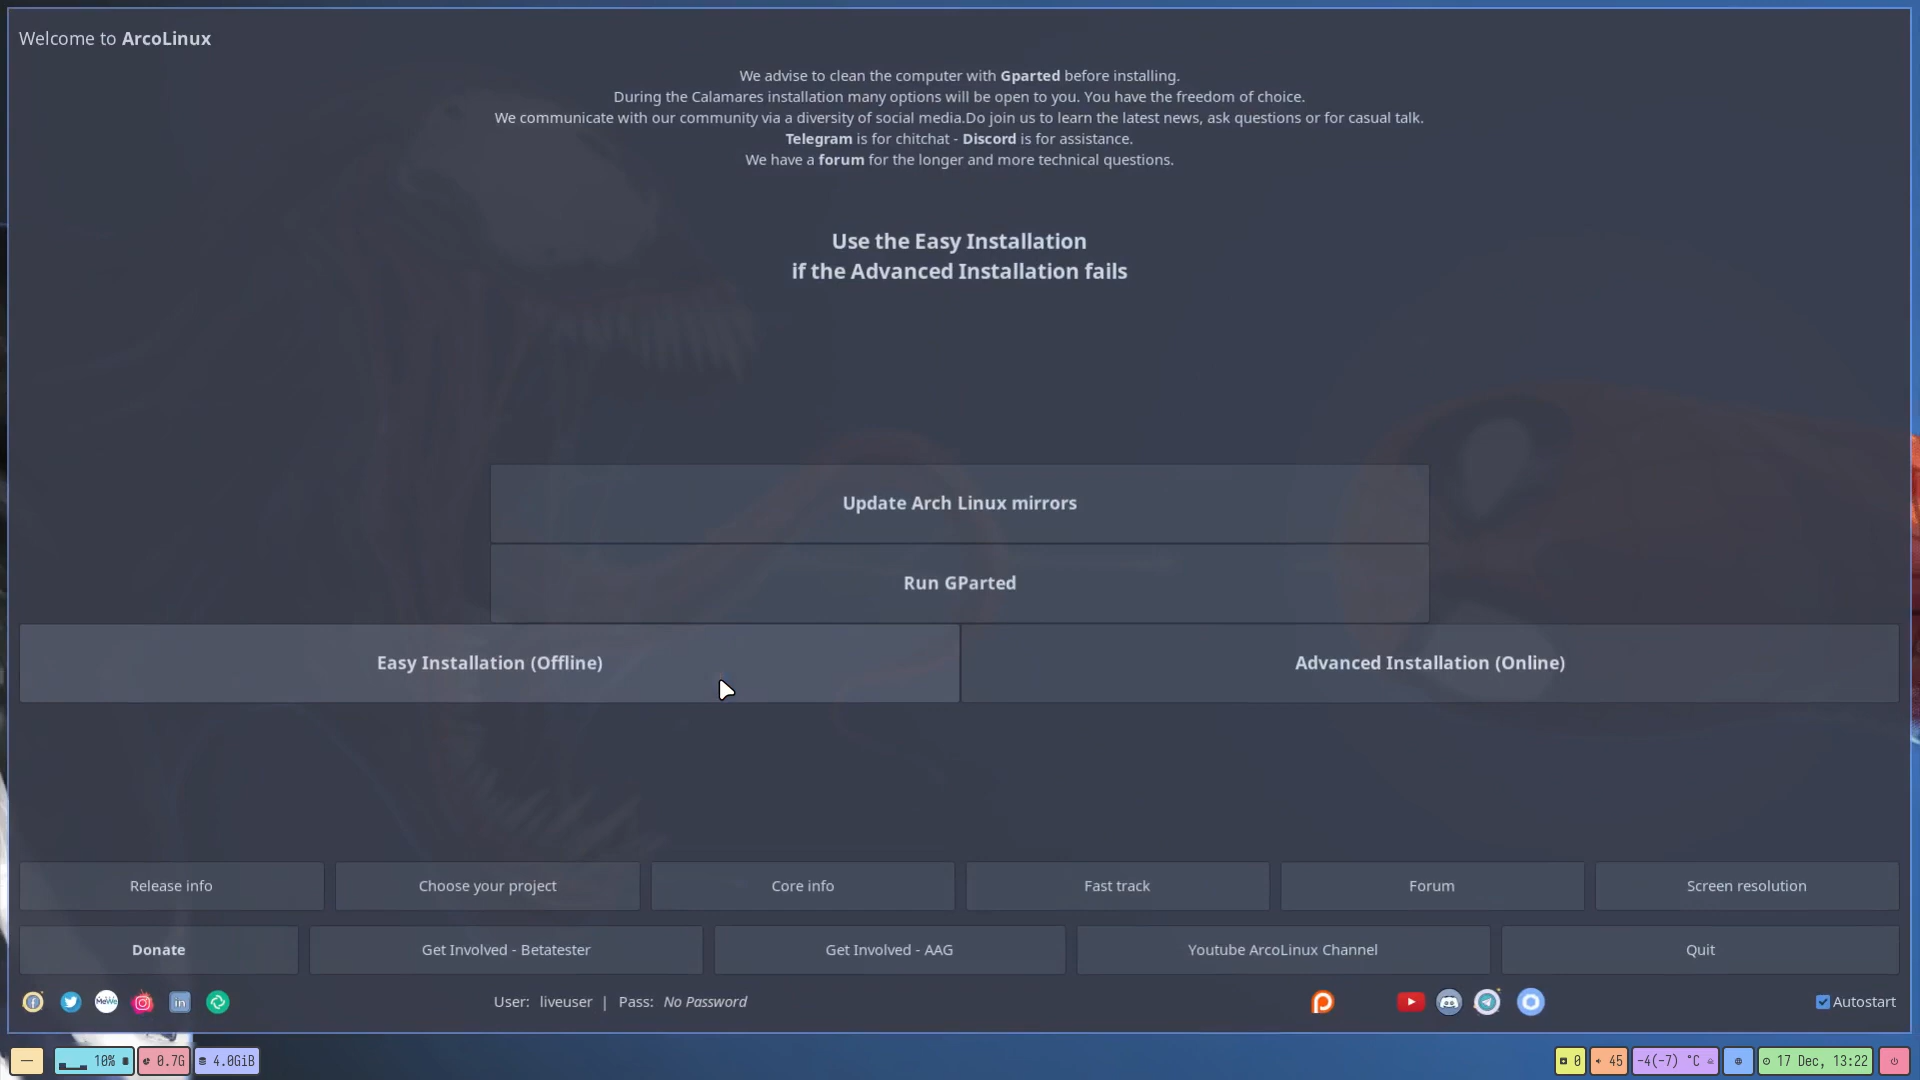 Welcome to ArcoLinux
We advise to clean the computer with Gparted before installing.
During the Calamares installation many options will be open to you. You have the freedom of choice.
We communicate with our community via a diversity of social media.Do join us to learn the latest news, ask questions or for casual talk.
Telegram is for chitchat - Discord is for assistance.
We have a forum for the longer and more technical questions.
Use the Easy Installation
if the Advanced Installation fails
Update Arch Linux mirrors
Run GParted
Easy Installation (Offline) Advanced Installation (Online)
Release info Choose your project Core info Fast track Forum Screen resolution
Donate Get Involved - Betatester Get Involved - AAG Youtube ArcoLinux Channel Quit
MeWe in User: liveuser | Pass: No Password Autostart
10% 0.7G 4.0GiB 0 45 -4(-7) °C 17 Dec, 13:22